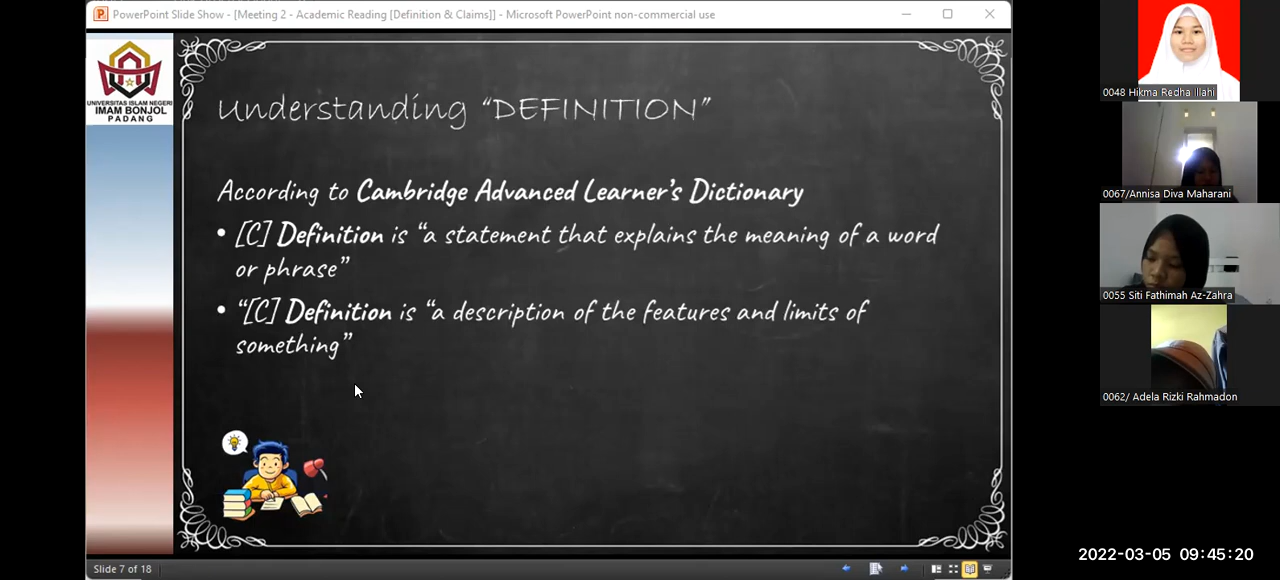 PowerPoint Slide Show - [Meeting 2 - Academic Reading [Definition & Claims]] - Microsoft PowerPoint non-commercial use
UNIVERSITAS ISLAM NEGERI
IMAM BONJOL
PADANG
Understanding “DEFINITION”
According to Cambridge Advanced Learner’s Dictionary
• [C] Definition is “a statement that explains the meaning of a word
or phrase”
• “[C] Definition is “a description of the features and limits of
something”
Slide 7 of 18
0048 Hikma Redha Illahi
0067/Annisa Diva Maharani
0055 Siti Fathimah Az-Zahra
0062/ Adela Rizki Rahmadon
2022-03-05 09:45:20